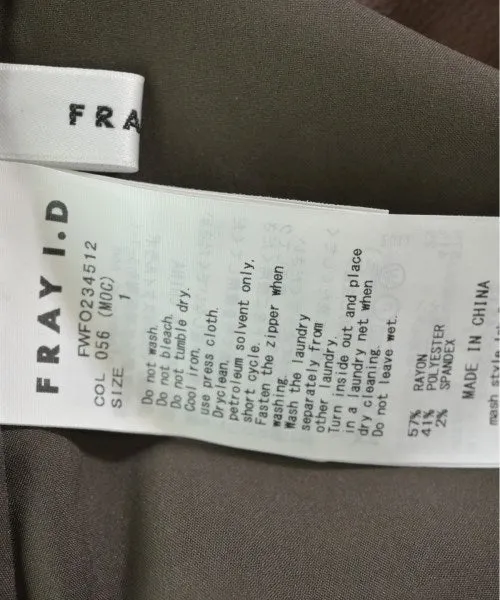 FRA
FRAY I.D
FWFO234512
COL 056 (MOC)
SIZE 1
Do not wash.
Do not bleach.
Do not tumble dry.
Cool iron.
use press cloth.
Dryclean.
petroleum solvent only.
short cycle.
Fasten the zipper when
washing.
Wash the laundry
separately from
other laundry.
Turn inside out and place
in a laundry net when
dry cleaning.
Do not leave wet.
57% RAYON
41% POLYESTER
2% SPANDEX
MADE IN CHINA
mash style